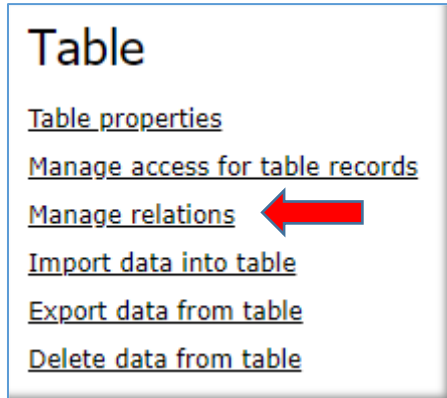 Table
Table properties
Manage access for table records
Manage relations
Import data into table
Export data from table
Delete data from table